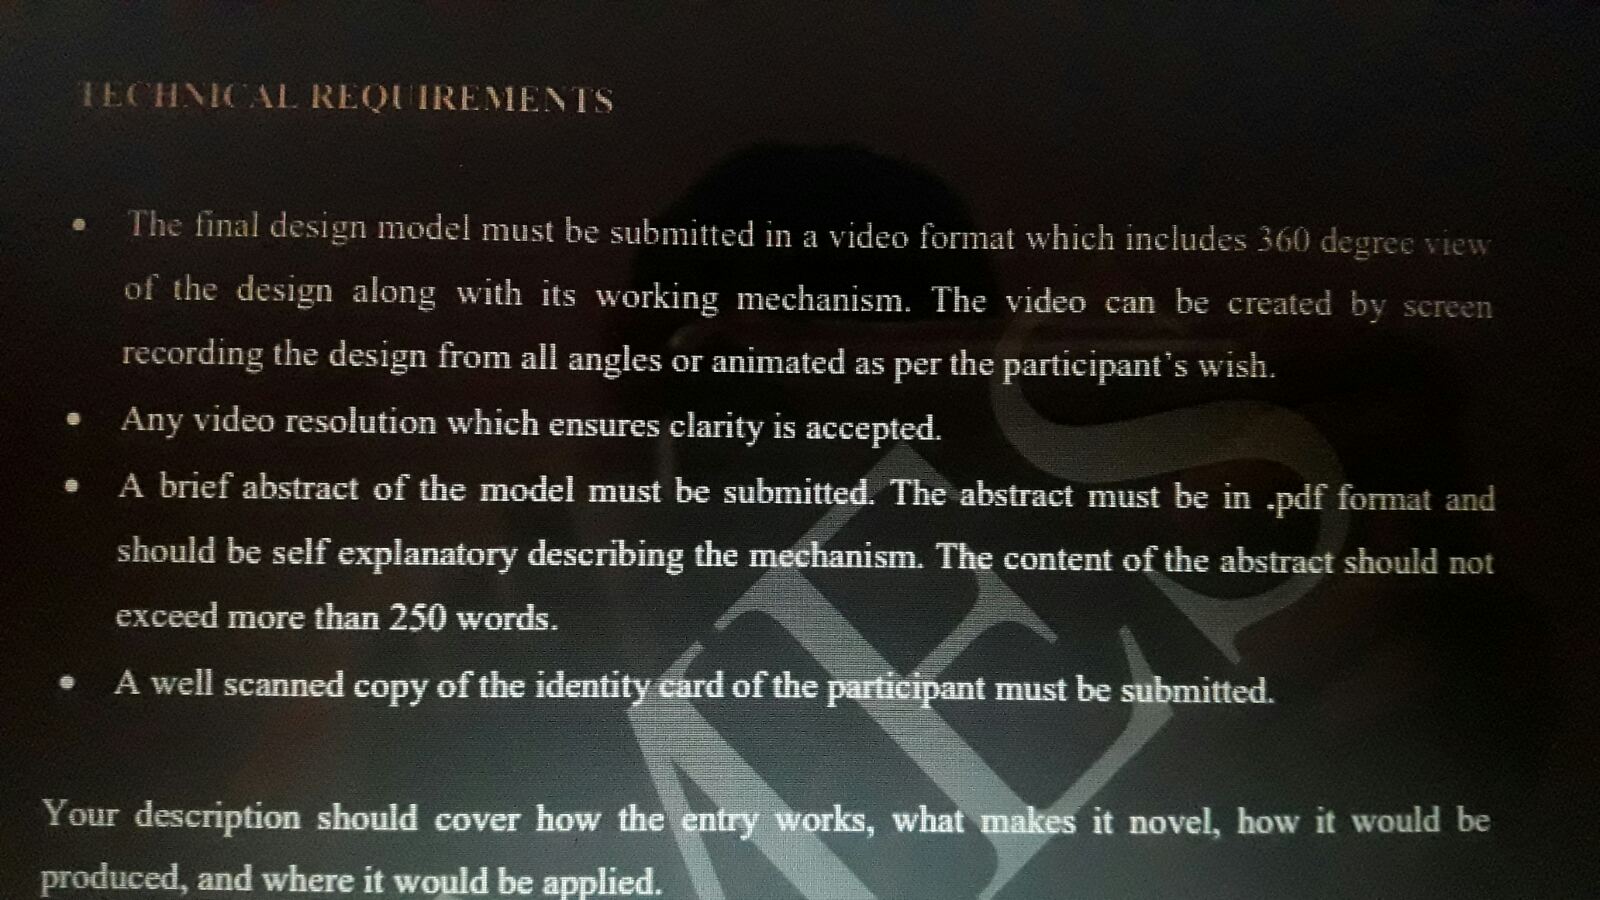 TECHNICAL REQUIREMENTS
• The final design model must be submitted in a video format which includes 360 degree view
of the design along with its working mechanism. The video can be created by screen
recording the design from all angles or animated as per the participant's wish.
• Any video resolution which ensures clarity is accepted.
• A brief abstract of the model must be submitted. The abstract must be in .pdf format and
should be self explanatory describing the mechanism. The content of the abstract should not
exceed more than 250 words.
• A well scanned copy of the identity card of the participant must be submitted.
Your description should cover how the entry works, what makes it novel, how it would be
produced, and where it would be applied.